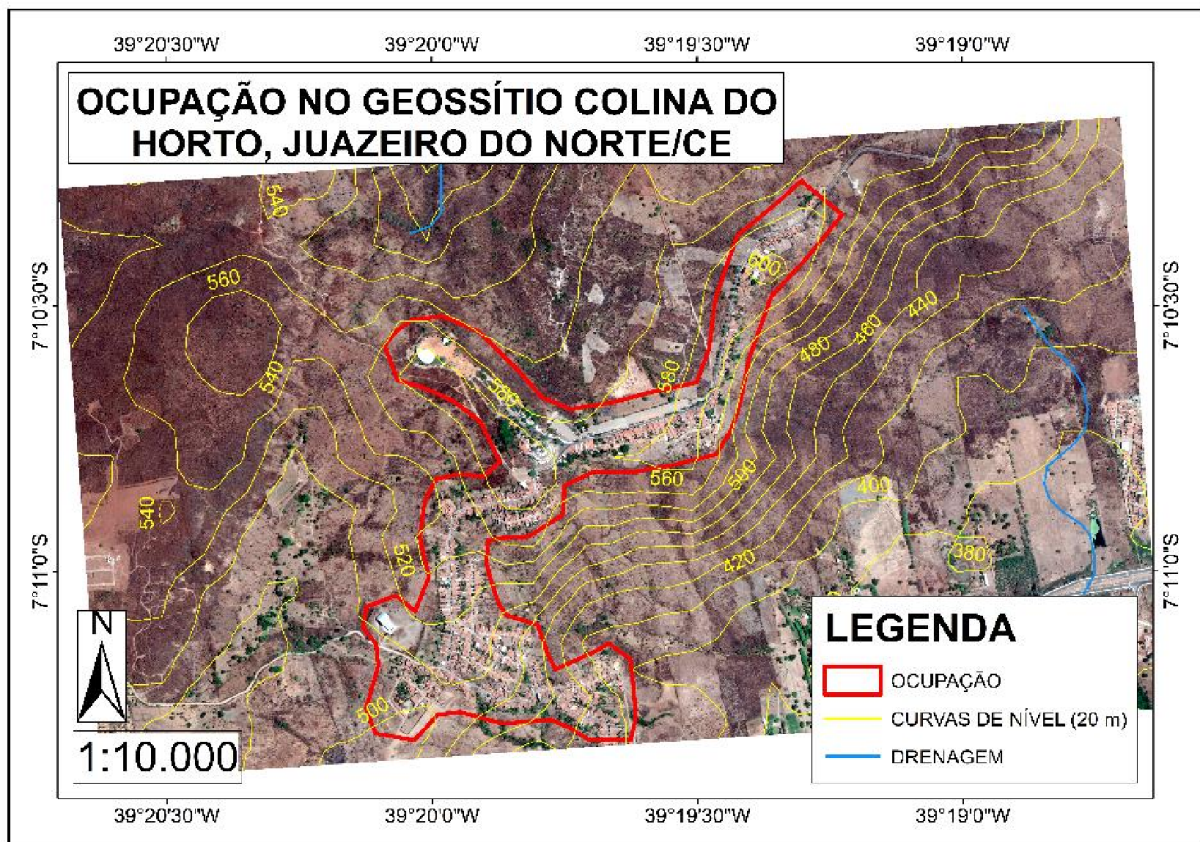 39°20'30"W 39°20'0"W 39°19'30"W 39°19'0"W
OCUPAÇÃO NO GEOSSÍTIO COLINA DO
HORTO, JUAZEIRO DO NORTE/CE
540
560
600
440
7°10'30"S
7°10'30"S
460
480
540
580
580
560
500
400
540
520
420
380
7°11'0"S
7°11'0"S
N
500
1:10.000
LEGENDA
OCUPAÇÃO
CURVAS DE NÍVEL (20 m)
DRENAGEM
39°20'30"W 39°20'0"W 39°19'30"W 39°19'0"W